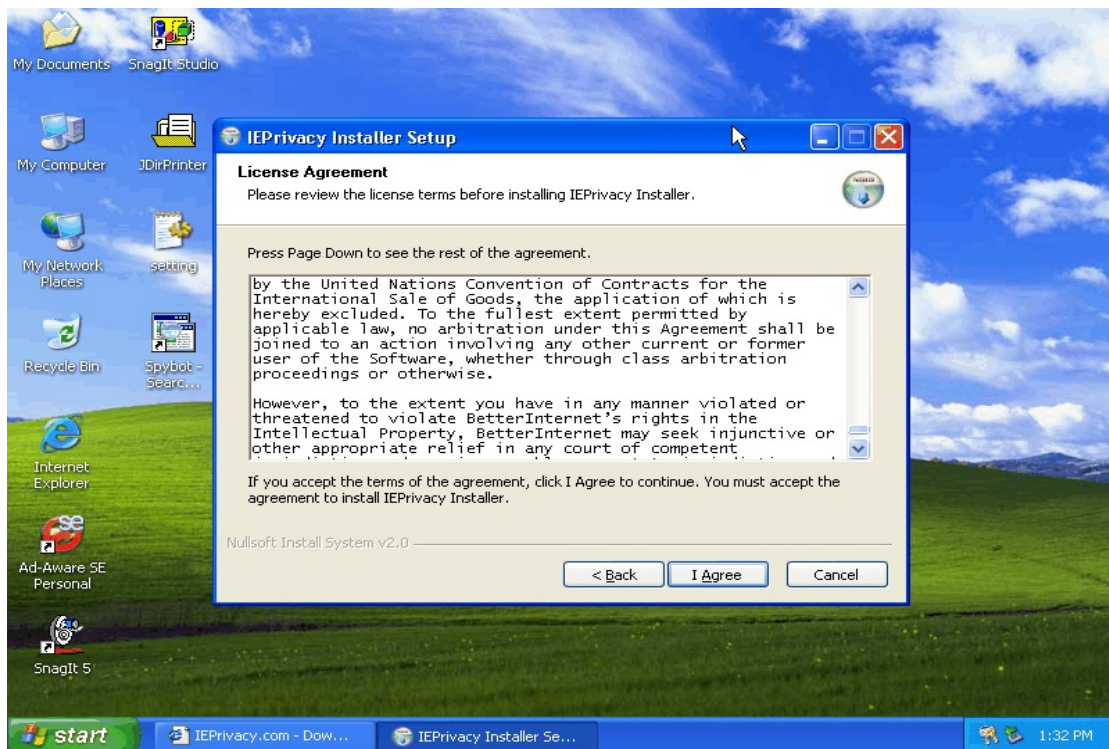 My Documents
SnagIt Studio
My Computer
JDirPrinter
My Network
Places
setting
Recycle Bin
Spybot -
Searc...
Internet
Explorer
Ad-Aware SE
Personal
SnagIt 5
IEPrivacy Installer Setup
License Agreement
Please review the license terms before installing IEPrivacy Installer.
Press Page Down to see the rest of the agreement.
by the United Nations Convention of Contracts for the
International Sale of Goods, the application of which is
hereby excluded. To the fullest extent permitted by
applicable law, no arbitration under this Agreement shall be
joined to an action involving any other current or former
user of the Software, whether through class arbitration
proceedings or otherwise.
However, to the extent you have in any manner violated or
threatened to violate BetterInternet's rights in the
Intellectual Property, BetterInternet may seek injunctive or
other appropriate relief in any court of competent
If you accept the terms of the agreement, click I Agree to continue. You must accept the
agreement to install IEPrivacy Installer.
Nullsoft Install System v2.0
< Back
I Agree
Cancel
start
IEPrivacy.com - Dow...
IEPrivacy Installer Se...
1:32 PM